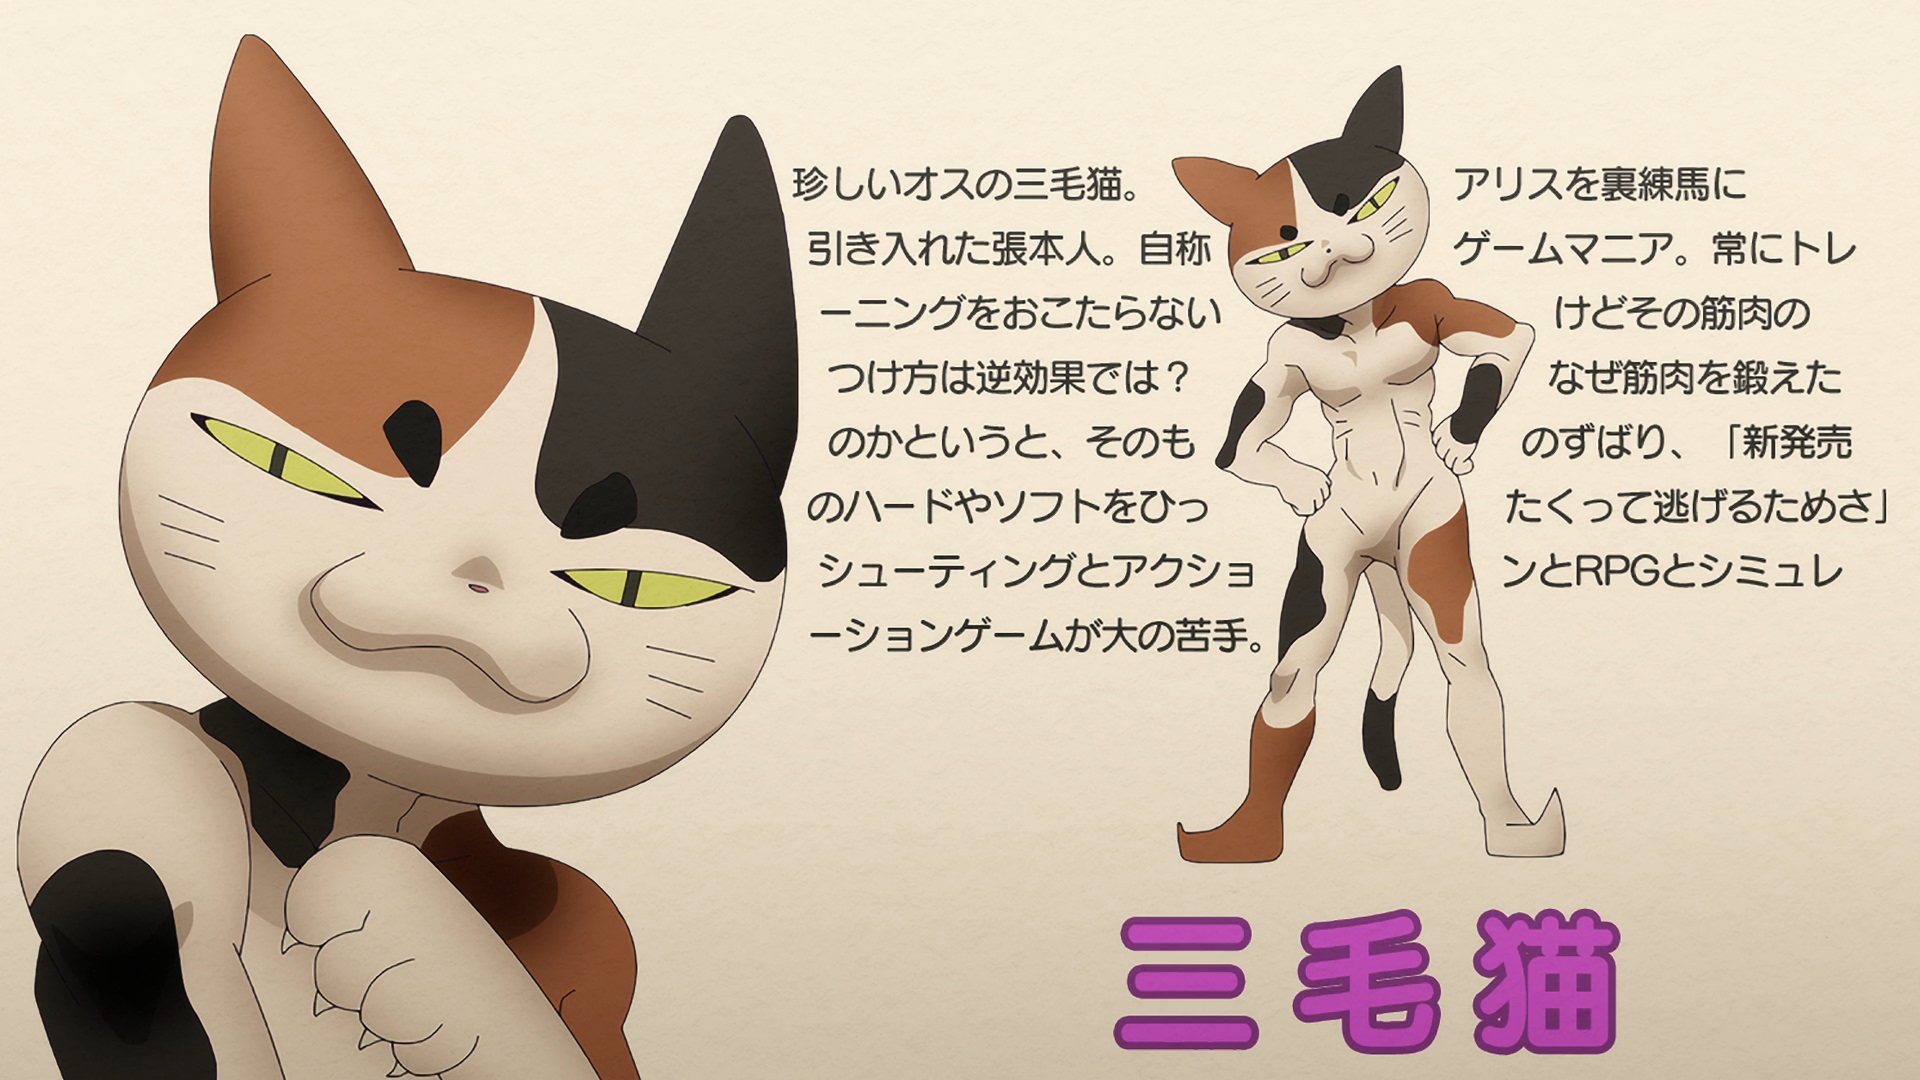 珍しいオスの三毛猫。アリスを裏練馬に
引き入れた張本人。自称ゲームマニア。常にトレ
ーニングをおこたらないけどその筋肉の
つけ方は逆効果では？なぜ筋肉を鍛えた
のかというと、そのものずばり、「新発売
のハードやソフトをひったくって逃げるためさ」
シューティングとアクションとRPGとシミュレ
ーションゲームが大の苦手。
三毛猫